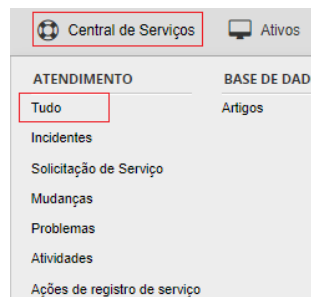 Central de Serviços
Ativos
ATENDIMENTO
Tudo
Incidentes
Solicitação de Serviço
Mudanças
Problemas
Atividades
Ações de registro de serviço
BASE DE DAD
Artigos